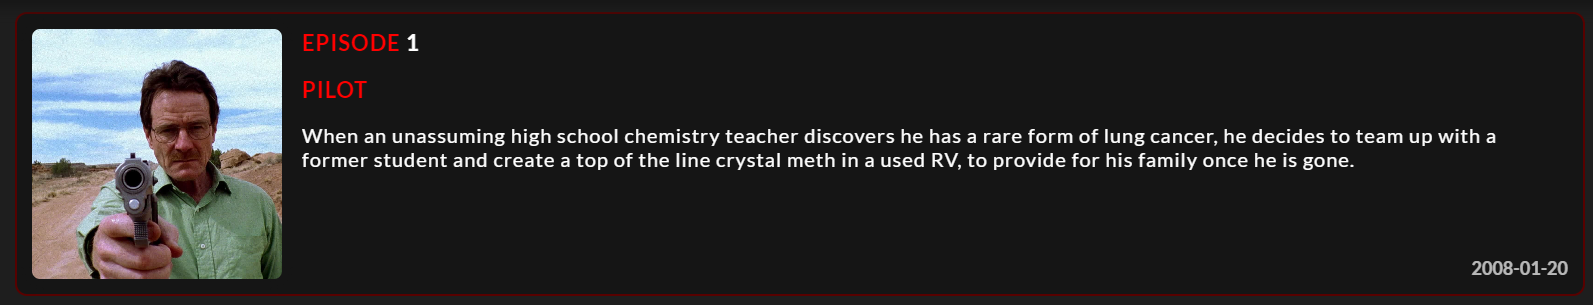 EPISODE 1
PILOT
When an unassuming high school chemistry teacher discovers he has a rare form of lung cancer, he decides to team up with a
former student and create a top of the line crystal meth in a used RV, to provide for his family once he is gone.
2008-01-20